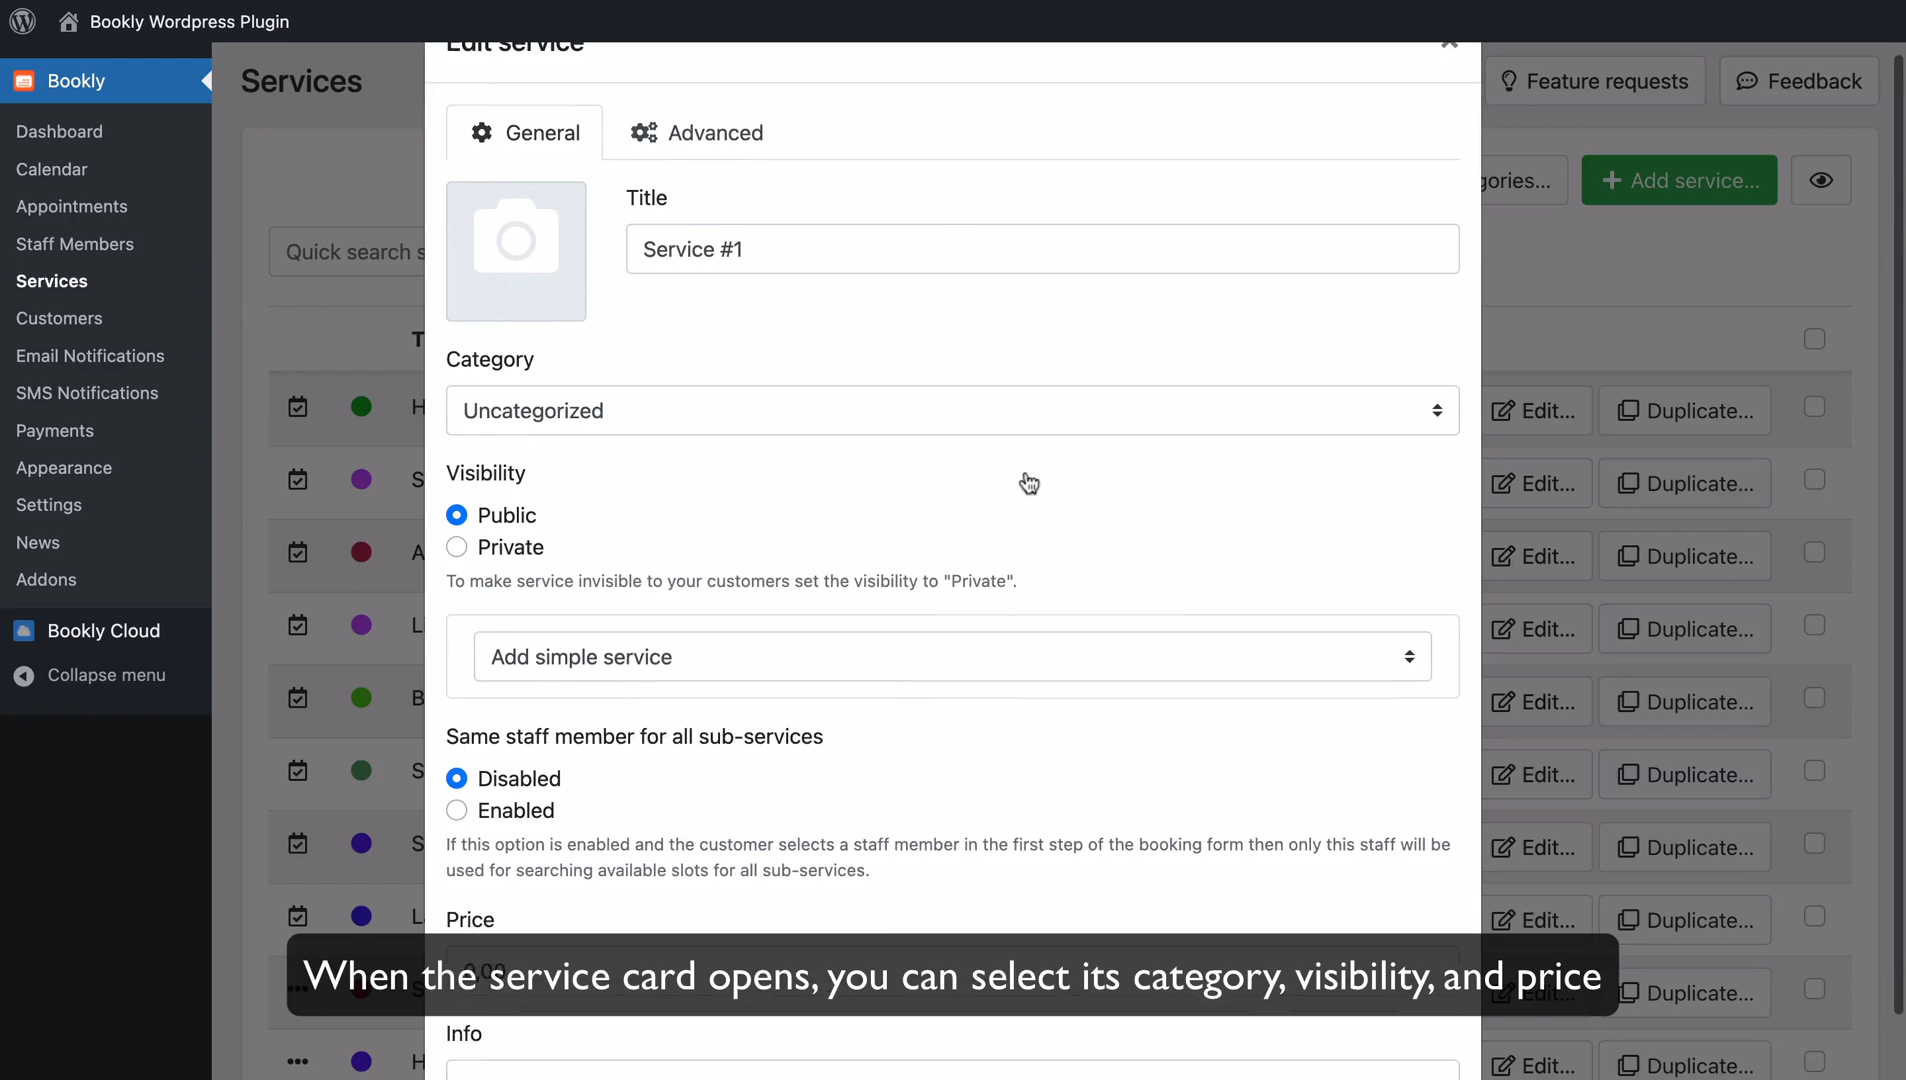 Bookly Wordpress Plugin
Bookly
Dashboard
Calendar
Appointments
Staff Members
Services
Customers
Email Notifications
SMS Notifications
Payments
Appearance
Settings
News
Addons
Bookly Cloud
Collapse menu
Services
Feature requests
Feedback
gories...
Add service...
Quick search s
T
H
S
A
L
B
S
S
L
S
H
Edit service
General
Advanced
Title
Service #1
Category
Uncategorized
Visibility
Public
Private
To make service invisible to your customers set the visibility to "Private".
Add simple service
Same staff member for all sub-services
Disabled
Enabled
If this option is enabled and the customer selects a staff member in the first step of the booking form then only this staff will be
used for searching available slots for all sub-services.
Price
0,00
Info
Edit... Duplicate...
Edit... Duplicate...
Edit... Duplicate...
Edit... Duplicate...
Edit... Duplicate...
Edit... Duplicate...
Edit... Duplicate...
Edit... Duplicate...
Edit... Duplicate...
Edit... Duplicate...
When the service card opens, you can select its category, visibility, and price